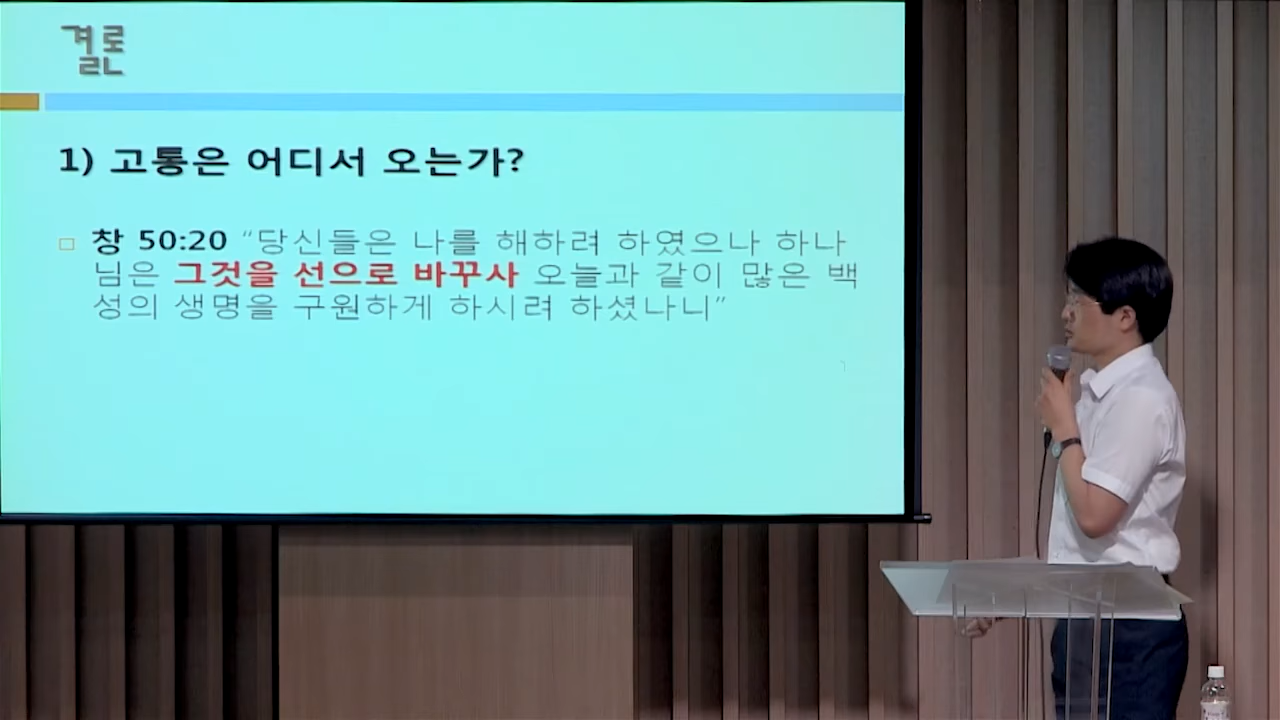 결론
1) 고통은 어디서 오는가?
창 50:20 “당신들은 나를 해하려 하였으나 하나
님은 그것을 선으로 바꾸사 오늘과 같이 많은 백
성의 생명을 구원하게 하시려 하셨나니”